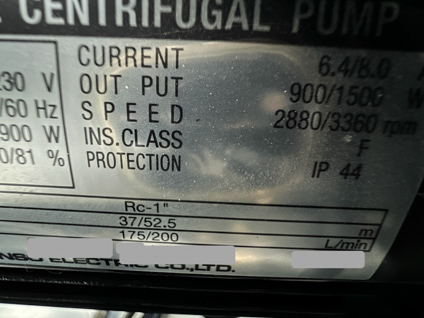 CENTRIFUGAL PUMP
CURRENT 6.4/8.0
230 V OUT PUT 900/1500 W
/60 Hz SPEED 2880/3360 rpm
900 W INS.CLASS F
0/81 % PROTECTION IP 44
Rc-1"
37/52.5 m
175/200 L/min
ELECTRIC CO.,LTD.